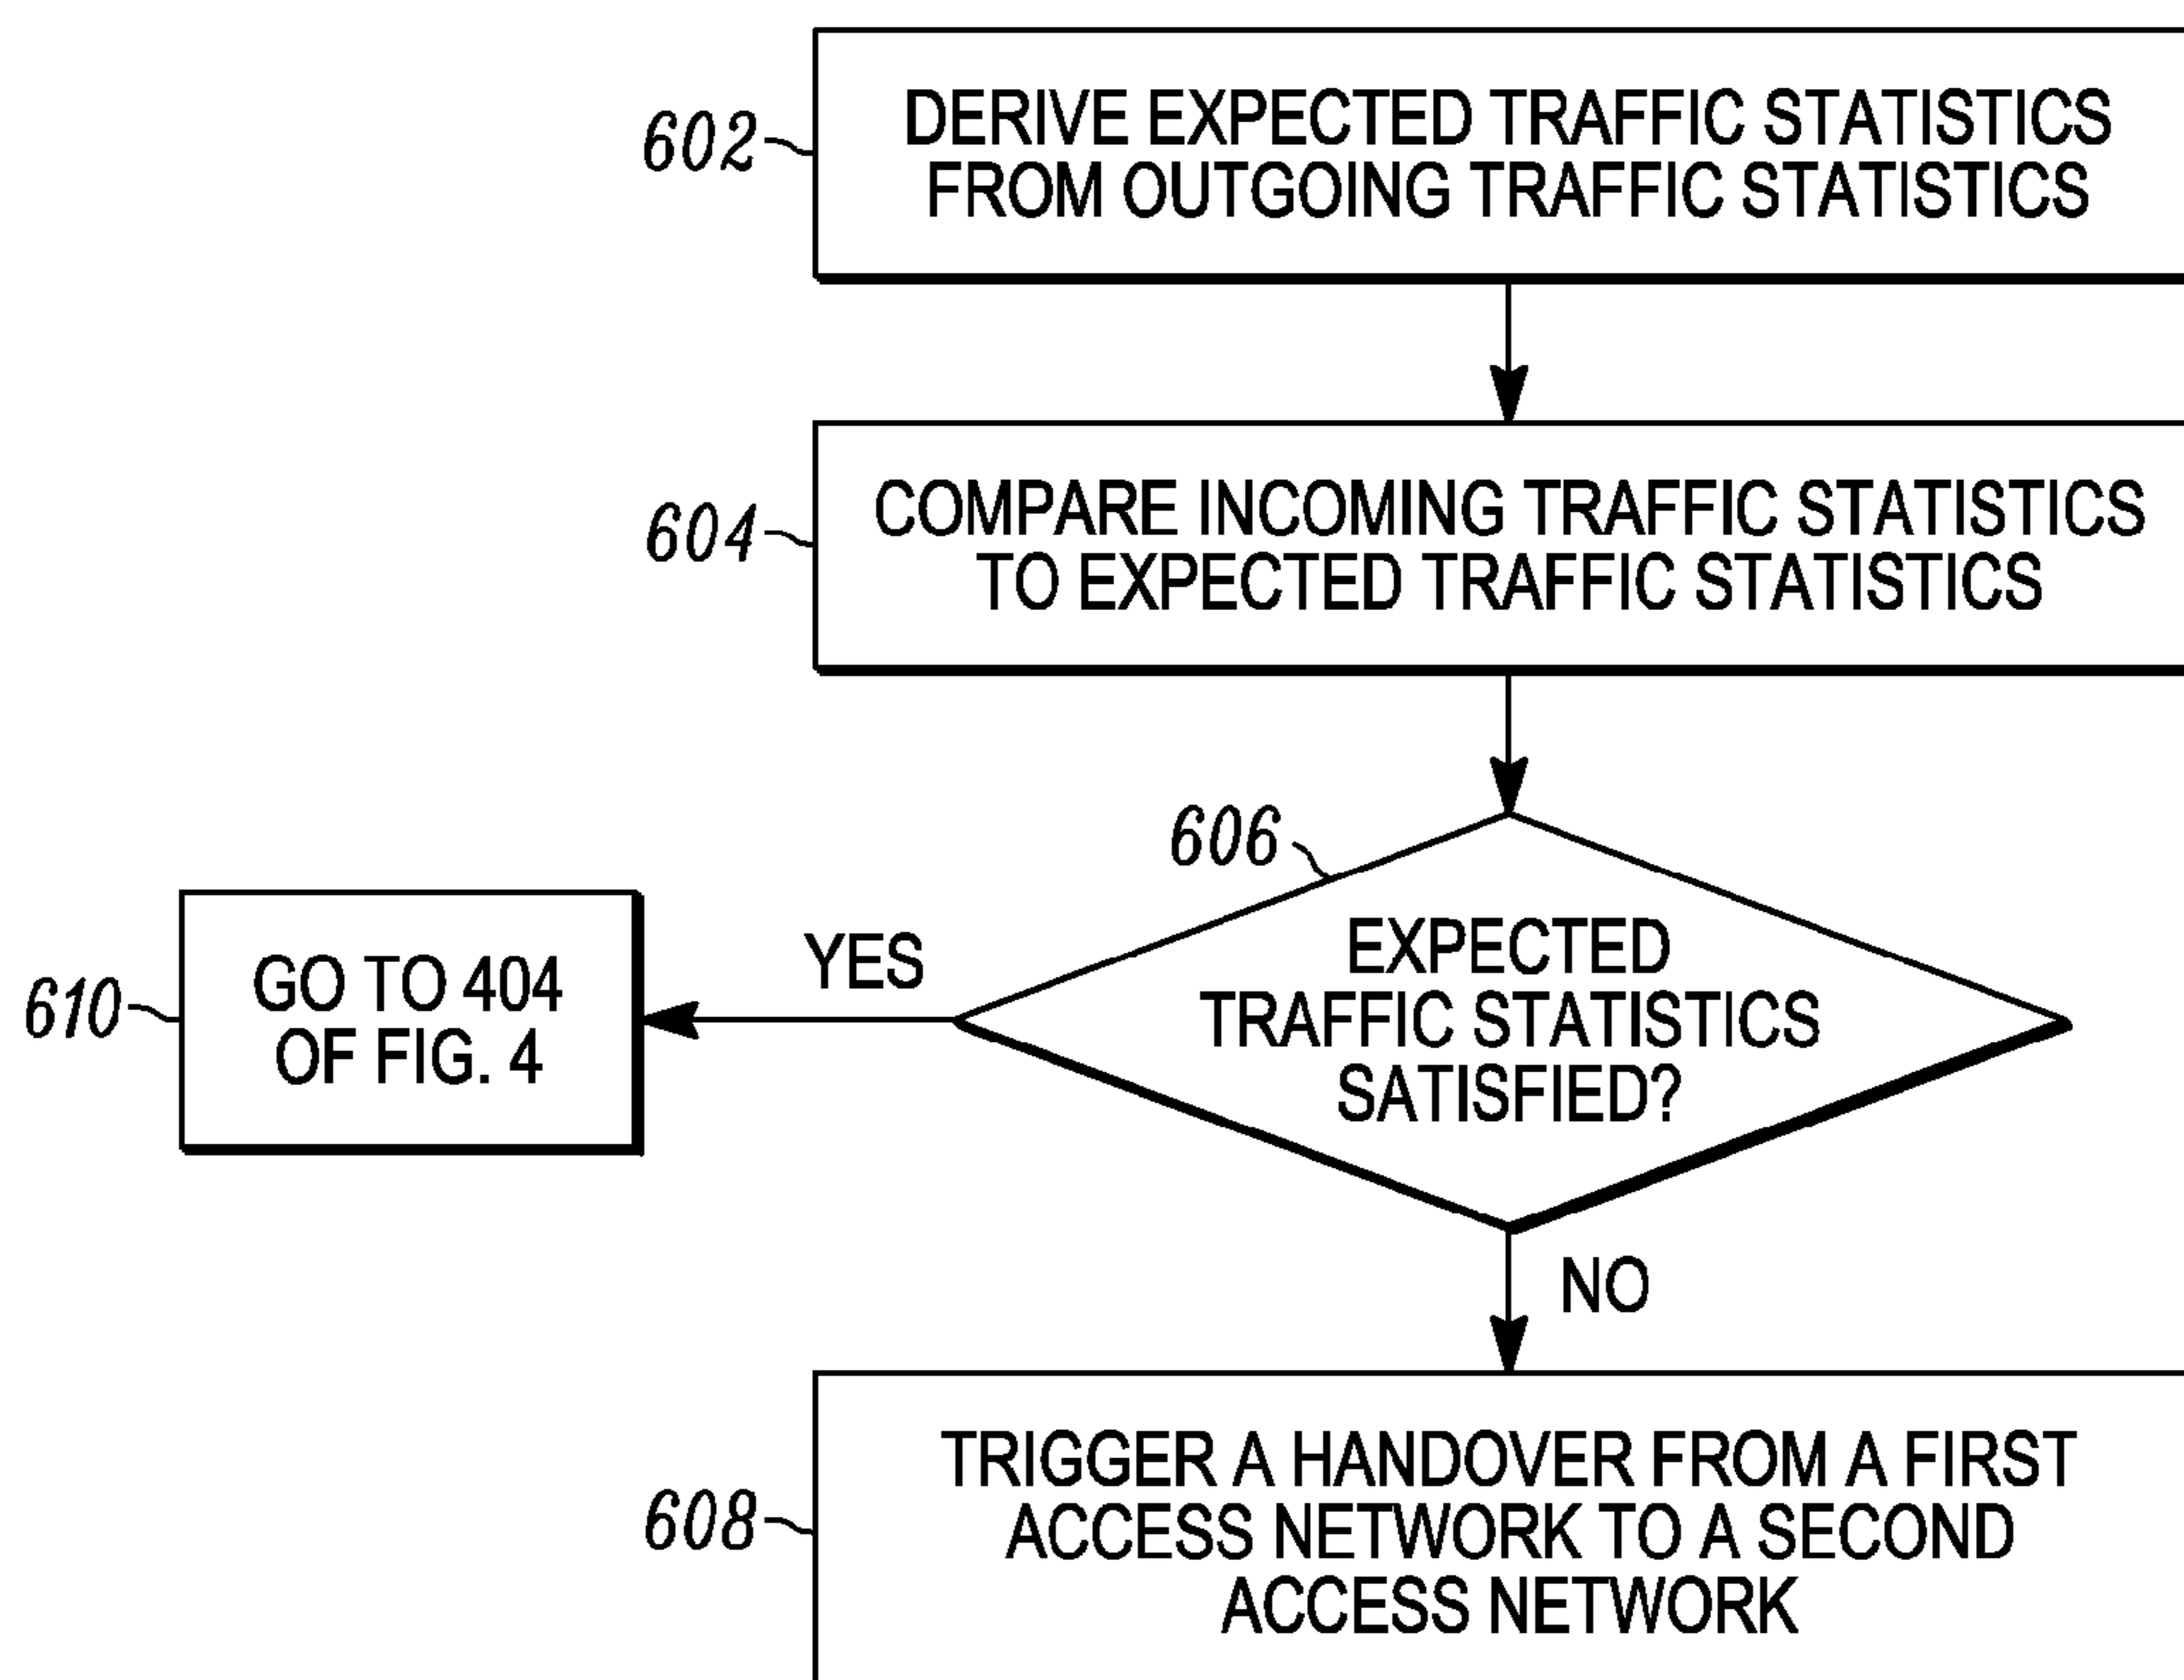 602
DERIVE EXPECTED TRAFFIC STATISTICS
FROM OUTGOING TRAFFIC STATISTICS
604
COMPARE INCOMING TRAFFIC STATISTICS
TO EXPECTED TRAFFIC STATISTICS
606
EXPECTED
TRAFFIC STATISTICS
SATISFIED?
YES
610
GO TO 404
OF FIG. 4
NO
608
TRIGGER A HANDOVER FROM A FIRST
ACCESS NETWORK TO A SECOND
ACCESS NETWORK